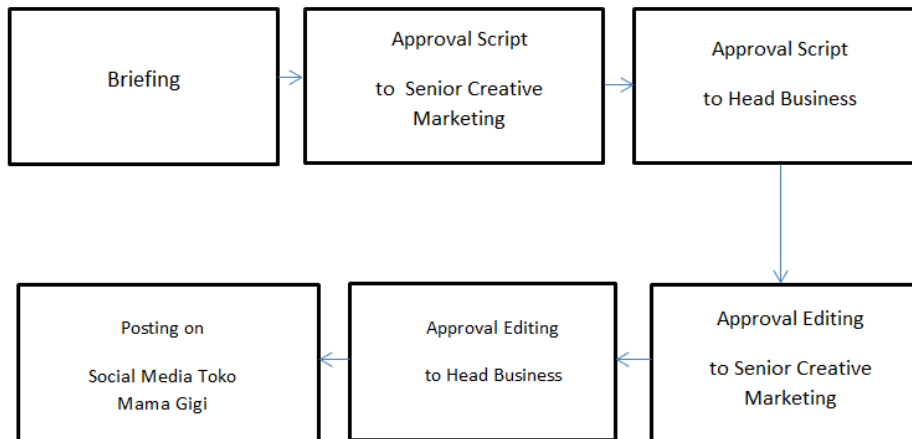 Briefing
Approval Script
to Senior Creative
Marketing
Approval Script
to Head Business
Approval Editing
to Senior Creative
Marketing
Approval Editing
to Head Business
Posting on
Social Media Toko
Mama Gigi